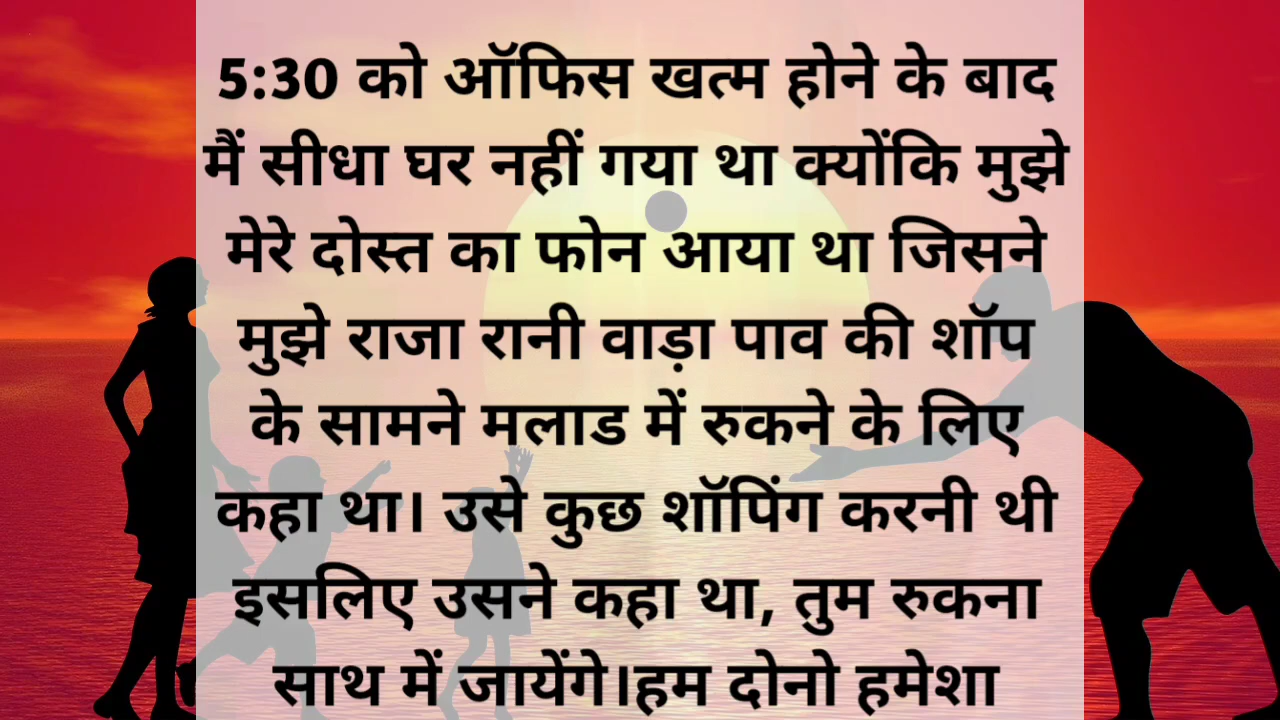 5:30 को ऑफिस खत्म होने के बाद
मैं सीधा घर नहीं गया था क्योंकि मुझे
मेरे दोस्त का फोन आया था जिसने
मुझे राजा रानी वाड़ा पाव की शॉप
के सामने मलाड में रुकने के लिए
कहा था। उसे कुछ शॉपिंग करनी थी
इसलिए उसने कहा था, तुम रुकना
साथ में जायेंगे।हम दोनो हमेशा